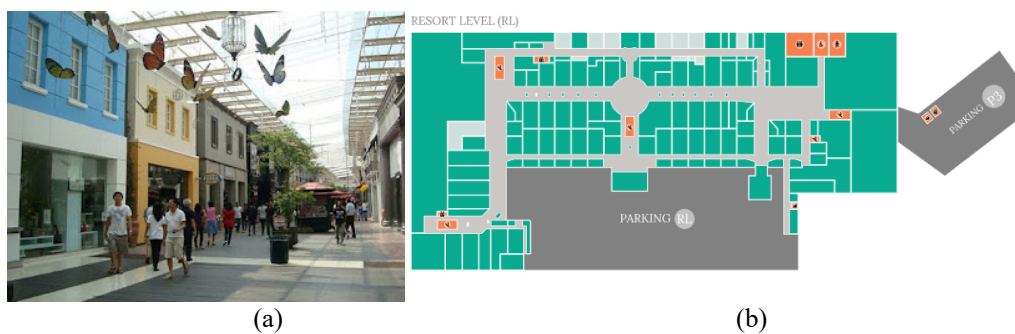 RESORT LEVEL (RL)
PARKING P3
PARKING RL
(a)
(b)